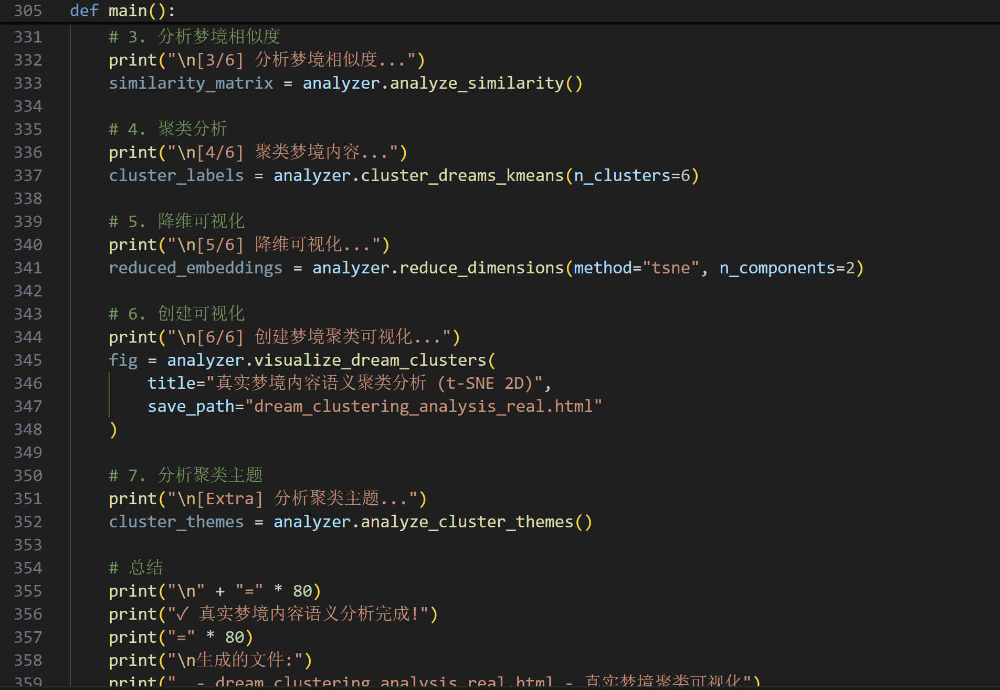 305 def main():
331 # 3. 分析梦境相似度
332 print("\n[3/6] 分析梦境相似度...")
333 similarity_matrix = analyzer.analyze_similarity()
334
335 # 4. 聚类分析
336 print("\n[4/6] 聚类梦境内容...")
337 cluster_labels = analyzer.cluster_dreams_kmeans(n_clusters=6)
338
339 # 5. 降维可视化
340 print("\n[5/6] 降维可视化...")
341 reduced_embeddings = analyzer.reduce_dimensions(method="tsne", n_components=2)
342
343 # 6. 创建可视化
344 print("\n[6/6] 创建梦境聚类可视化...")
345 fig = analyzer.visualize_dream_clusters(
346 title="真实梦境内容语义聚类分析 (t-SNE 2D)",
347 save_path="dream_clustering_analysis_real.html"
348 )
349
350 # 7. 分析聚类主题
351 print("\n[Extra] 分析聚类主题...")
352 cluster_themes = analyzer.analyze_cluster_themes()
353
354 # 总结
355 print("\n" + "=" * 80)
356 print("✓ 真实梦境内容语义分析完成!")
357 print("=" * 80)
358 print("\n生成的文件:")
359 print("  - dream_clustering_analysis_real.html - 真实梦境聚类可视化")